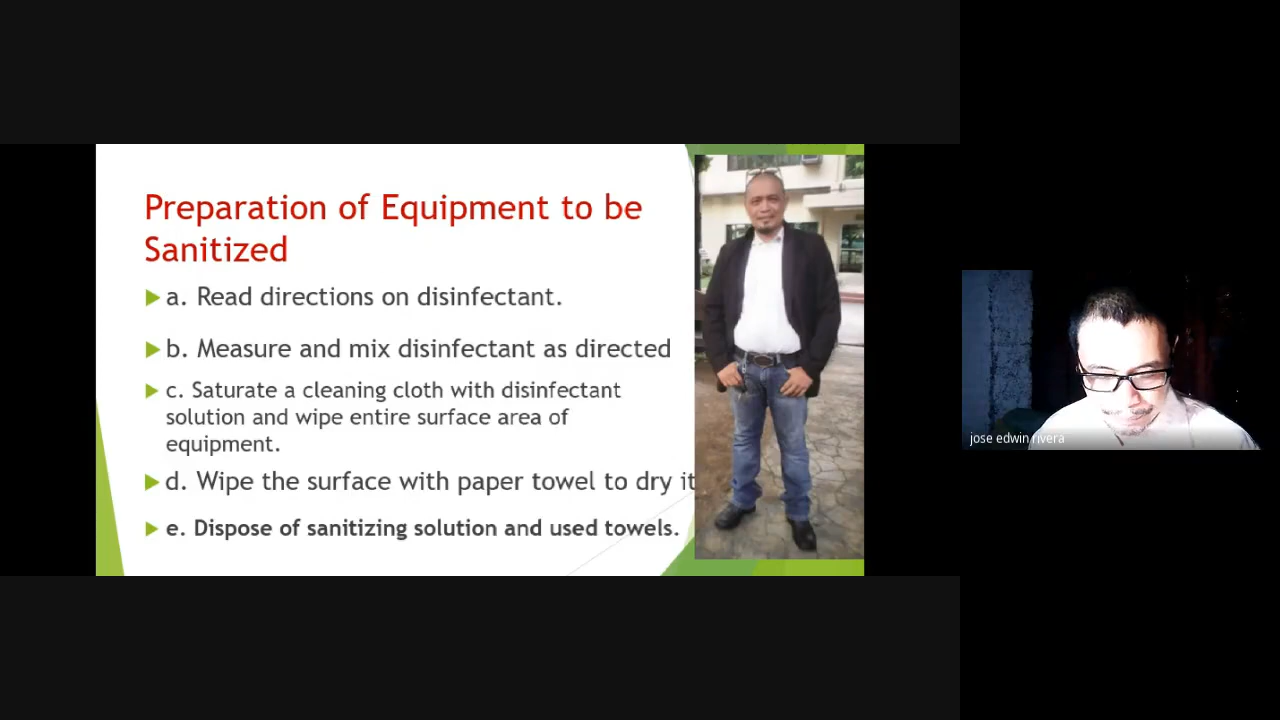 Preparation of Equipment to be
Sanitized
a. Read directions on disinfectant.
b. Measure and mix disinfectant as directed
c. Saturate a cleaning cloth with disinfectant
solution and wipe entire surface area of
equipment.
d. Wipe the surface with paper towel to dry it
e. Dispose of sanitizing solution and used towels.
jose edwin rivera